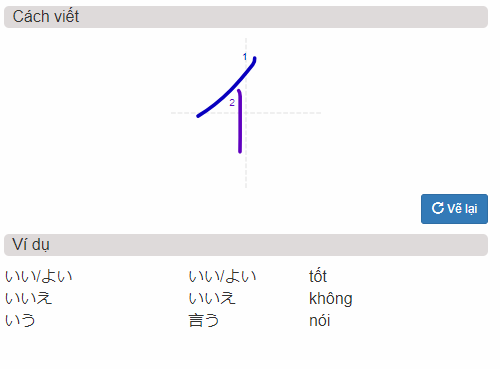 Cách viết
1
2
イ
Vẽ lại
Ví dụ
いい/よい いい/よい tốt
いいえ いいえ không
いう 言う nói